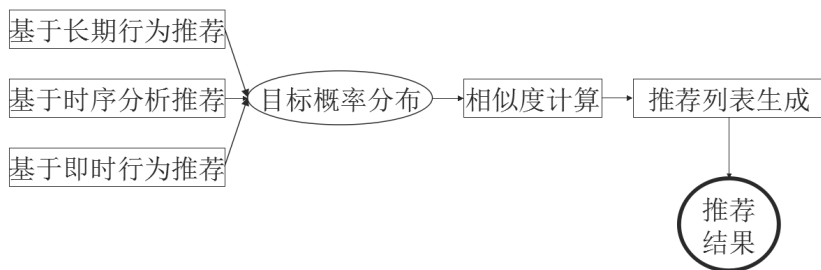 基于长期行为推荐
基于时序分析推荐
目标概率分布
相似度计算
推荐列表生成
基于即时行为推荐
推荐
结果